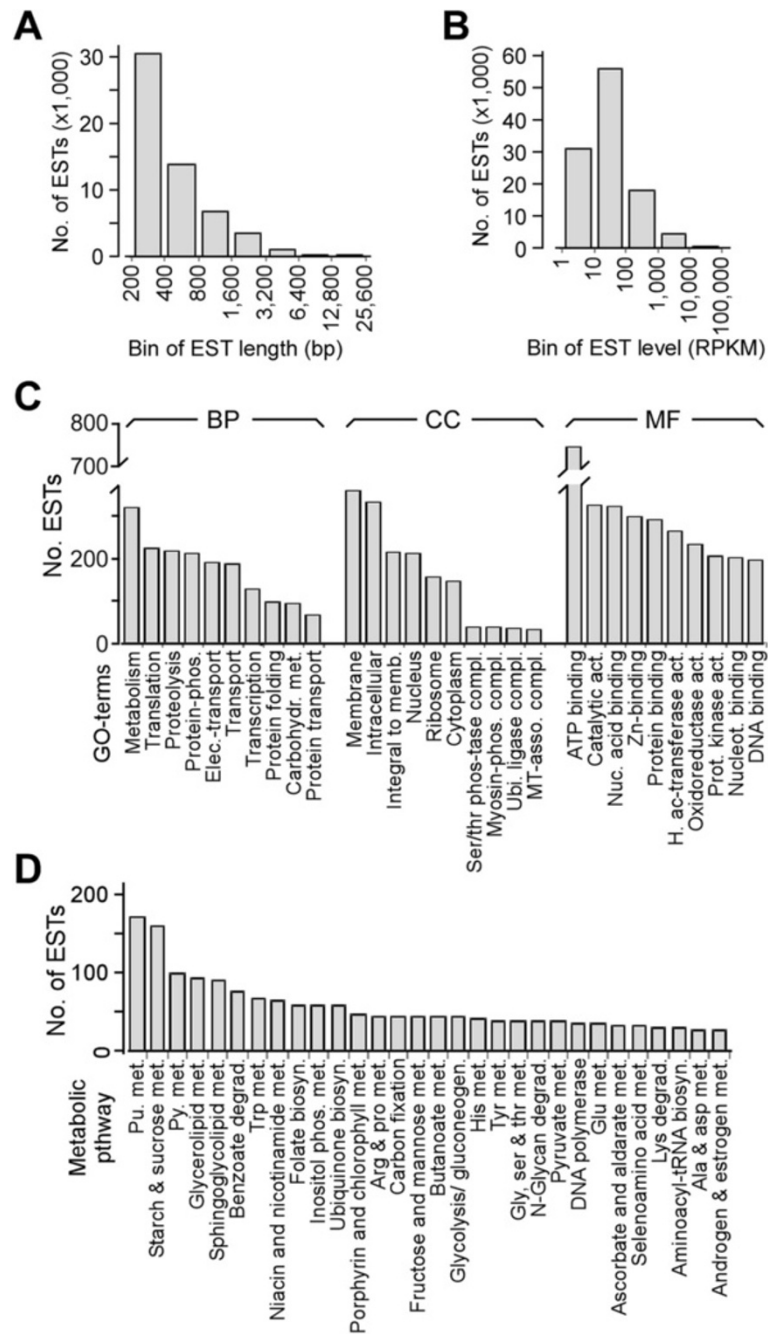 A
No. of ESTs (x1,000)
30
20
10
0
200
400
800
1,600
3,200
6,400
12,800
25,600
Bin of EST length (bp)
B
No. of ESTs (x1,000)
60
50
40
30
20
10
0
1
10
100
1,000
10,000
100,000
Bin of EST level (RPKM)
C
BP
CC
MF
No. ESTs
800
700
200
0
GO-terms
Metabolism
Translation
Proteolysis
Protein-phos.
Elec.-transport
Transport
Transcription
Protein folding
Carbohydr. met.
Protein transport
Membrane
Intracellular
Integral to memb.
Nucleus
Ribosome
Cytoplasm
Ser/thr phos-tase compl.
Myosin-phos. compl.
Ubi. ligase compl.
MT-asso. compl.
ATP binding
Catalytic act.
Nuc. acid binding
Zn-binding
Protein binding
H. ac-transferase act.
Oxidoreductase act.
Prot. kinase act.
Nucleot. binding
DNA binding
D
No. of ESTs
200
100
0
Metabolic
pthway
Pu. met.
Starch & sucrose met.
Py. met.
Glycerolipid met.
Sphingoglycolipid met.
Benzoate degrad.
Trp met.
Niacin and nicotinamide met.
Folate biosyn.
Inositol phos. met.
Ubiquinone biosyn.
Porphyrin and chlorophyll met.
Arg & pro met.
Carbon fixation
Fructose and mannose met.
Butanoate met.
Glycolysis/ gluconeogen.
His met.
Tyr met.
Gly, ser & thr met.
N-Glycan degrad.
Pyruvate met.
DNA polymerase
Glu met.
Ascorbate and aldarate met.
Selenoamino acid met.
Lys degrad.
Aminoacyl-tRNA biosyn.
Ala & asp met.
Androgen & estrogen met.